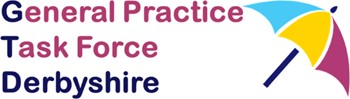 General Practice
Task Force
Derbyshire